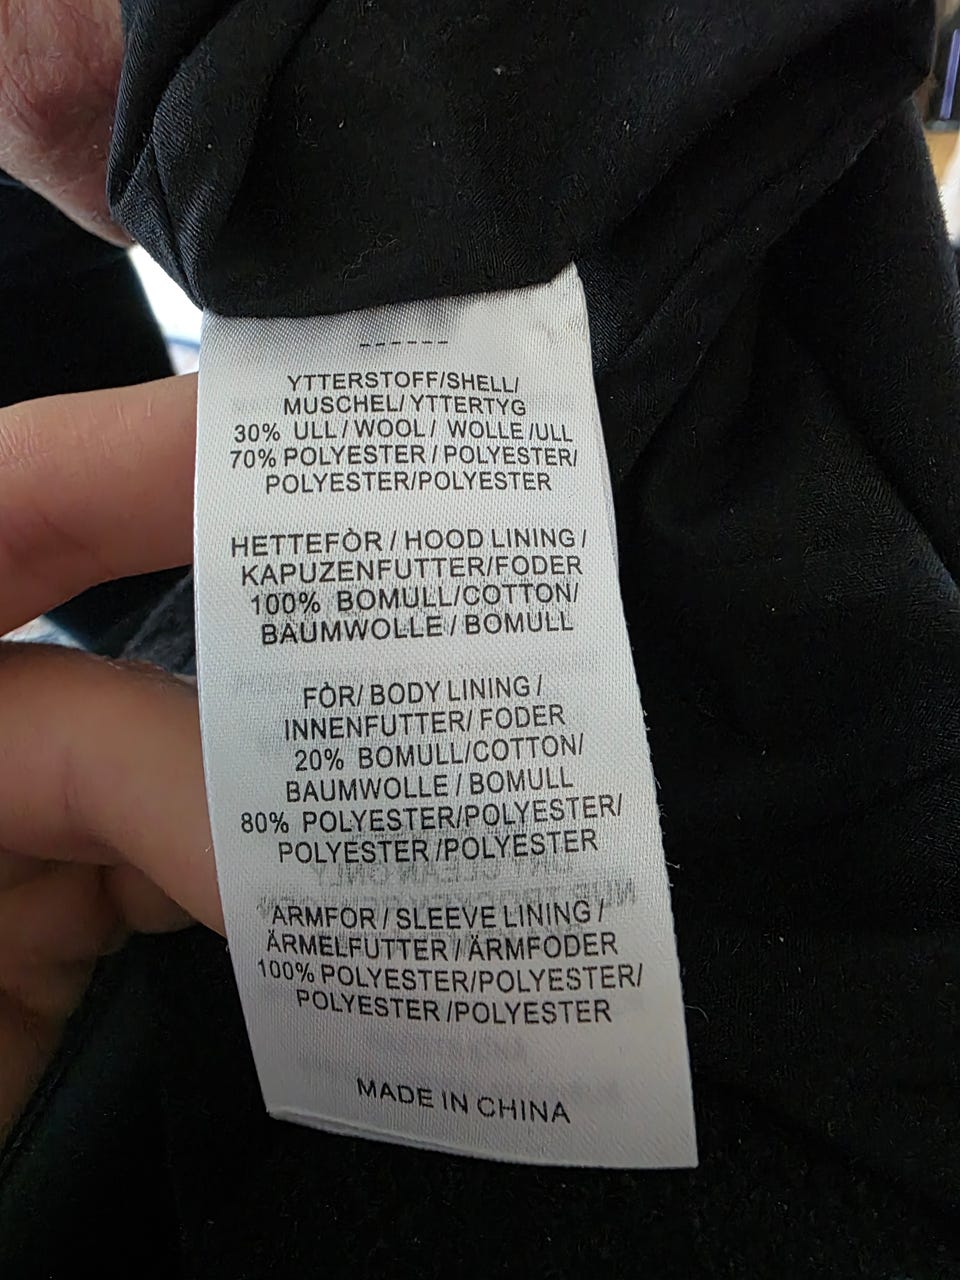 ------
YTTERSTOFF/SHELL/
MUSCHEL/YTTERTYG
30% ULL/WOOL/ WOLLE/ULL
70% POLYESTER/POLYESTER/
POLYESTER/POLYESTER
HETTEFÒR/HOOD LINING/
KAPUZENFUTTER/FODER
100% BOMULL/COTTON/
BAUMWOLLE/BOMULL
FÒR/BODY LINING/
INNENFUTTER/FODER
20% BOMULL/COTTON/
BAUMWOLLE/BOMULL
80% POLYESTER/POLYESTER/
POLYESTER/POLYESTER
ARMFOR/SLEEVE LINING/
ÄRMELFUTTER/ÄRMFODER
100% POLYESTER/POLYESTER/
POLYESTER/POLYESTER
MADE IN CHINA